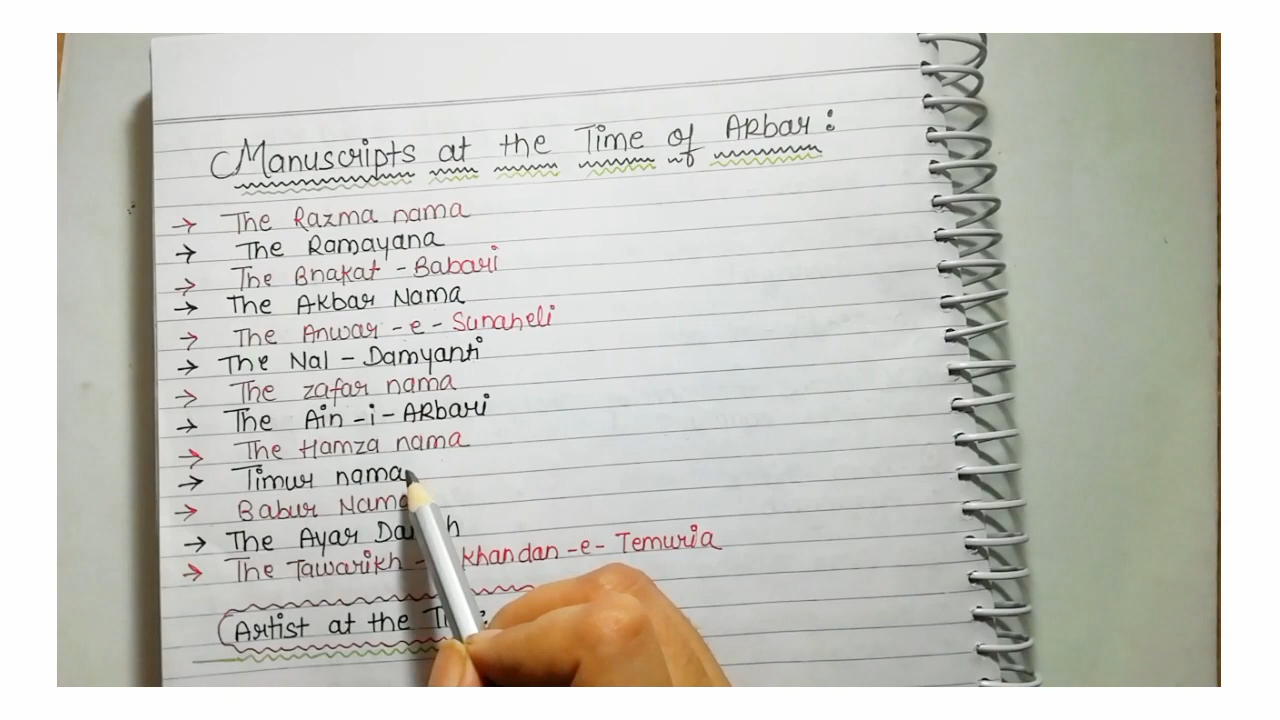 Manuscripts at the Time of Akbar :
→ The Razma nama
→ The Ramayana
→ The Bhakat - Babari
→ The Akbar Nama
→ The Anwar - e - Sunaheli
→ The Nal - Damyanti
→ The zafar nama
→ The Ain - i - Akbari
→ The Hamza nama
→ Timur nama
→ Babur Nama
→ The Ayar
→ The Tawarikh - khandan - e - Temuria
Artist at the